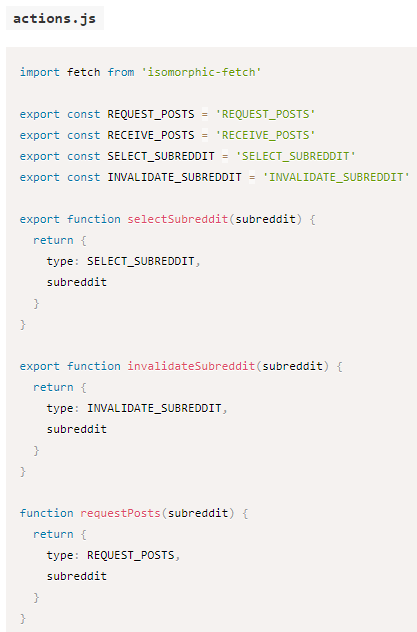 actions.js
import fetch from 'isomorphic-fetch'
export const REQUEST_POSTS = 'REQUEST_POSTS'
export const RECEIVE_POSTS = 'RECEIVE_POSTS'
export const SELECT_SUBREDDIT = 'SELECT_SUBREDDIT'
export const INVALIDATE_SUBREDDIT = 'INVALIDATE_SUBREDDIT'
export function selectSubreddit(subreddit) {
  return {
    type: SELECT_SUBREDDIT,
    subreddit
  }
}
export function invalidateSubreddit(subreddit) {
  return {
    type: INVALIDATE_SUBREDDIT,
    subreddit
  }
}
function requestPosts(subreddit) {
  return {
    type: REQUEST_POSTS,
    subreddit
  }
}